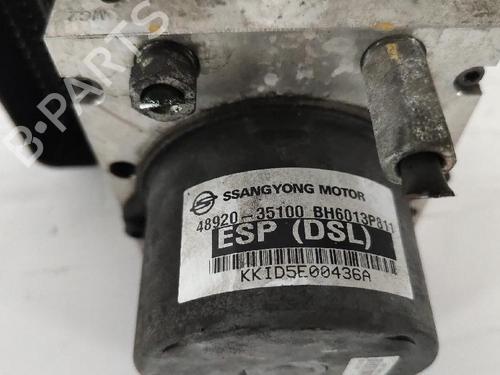 B-PARTS
SSANGYONG MOTOR
48920-35100 BH6013P811
ESP (DSL)
KKID5E00436A